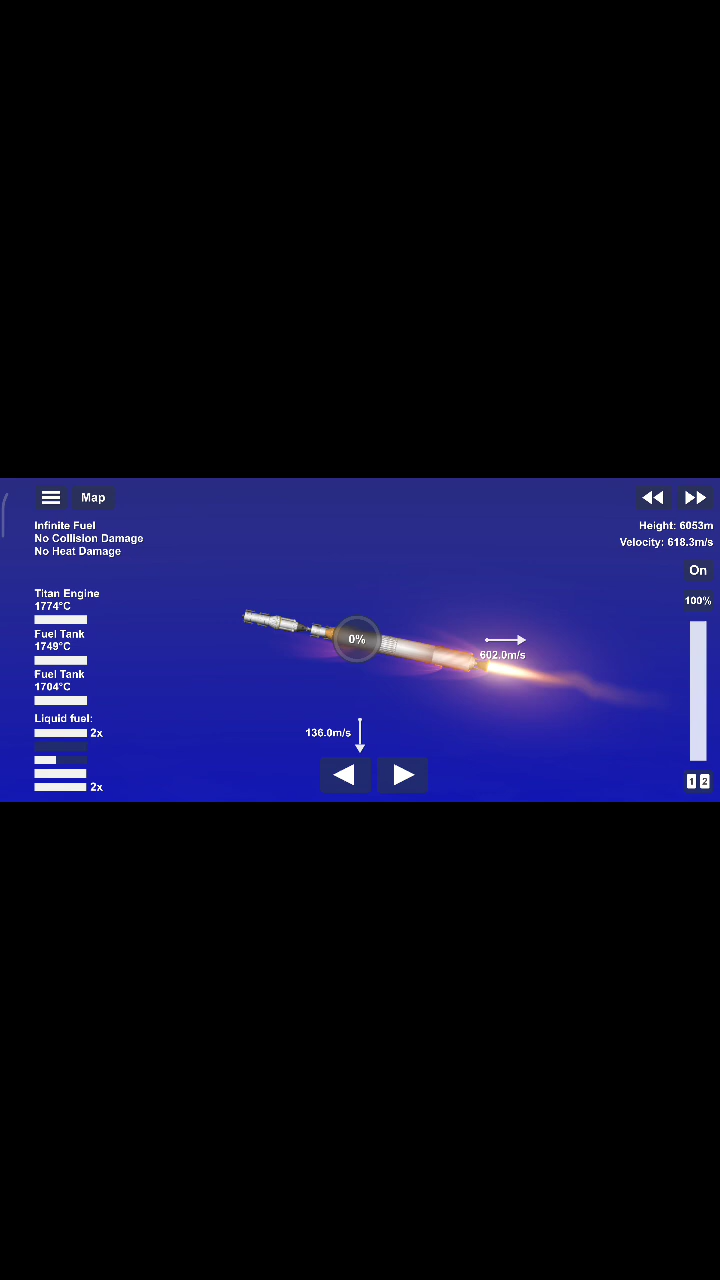 Map
Infinite Fuel
No Collision Damage
No Heat Damage
Height: 6053m
Velocity: 618.3m/s
On
100%
Titan Engine
1774°C
Fuel Tank
1749°C
Fuel Tank
1704°C
Liquid fuel:
2x
2x
0%
602.0m/s
136.0m/s
1 2